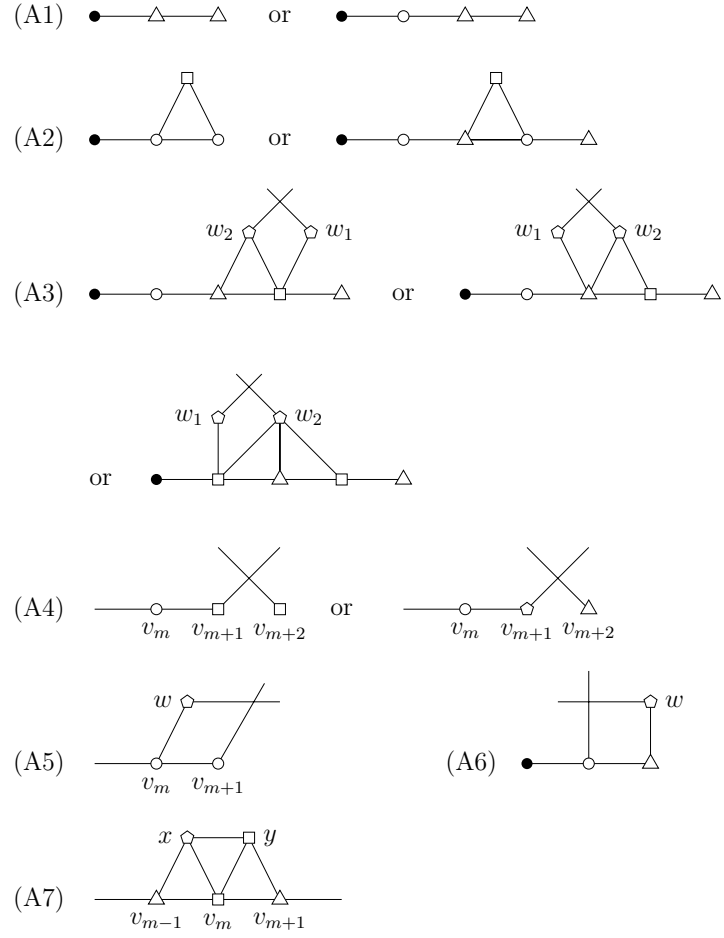 (A1) or
(A2) or
(A3) w₂ w₁ or w₁ w₂
or w₁ w₂
(A4) vₘ vₘ₊₁ vₘ₊₂ or vₘ vₘ₊₁ vₘ₊₂
(A5) w vₘ vₘ₊₁ (A6) w
(A7) x y vₘ₋₁ vₘ vₘ₊₁